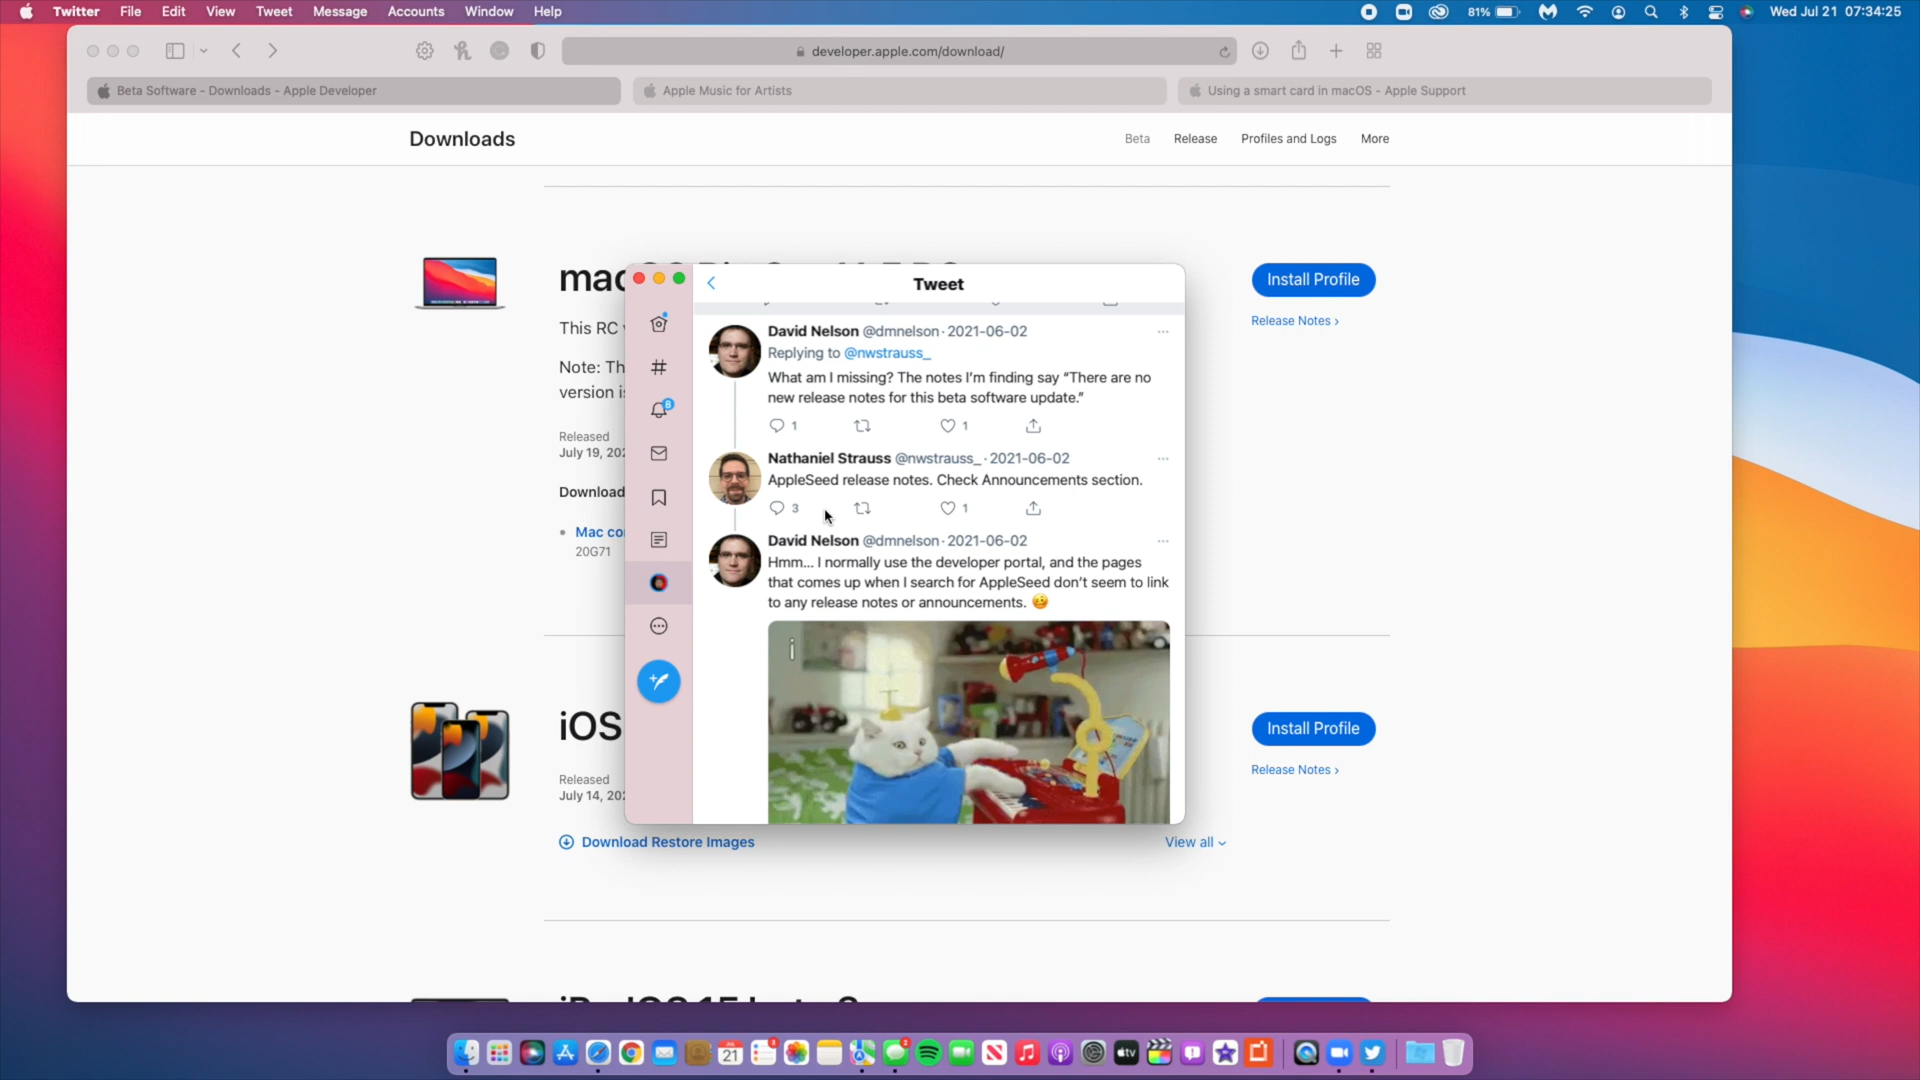 Twitter File Edit View Tweet Message Accounts Window Help
81%
Wed Jul 21 07:34:25
developer.apple.com/download/
Beta Software - Downloads - Apple Developer
Apple Music for Artists
Using a smart card in macOS - Apple Support
Downloads
Beta Release Profiles and Logs More
Install Profile
Release Notes ›
This RC
Note:
version
Released
July 19,
Download
Mac
20G71
Tweet
David Nelson @dmnelson · 2021-06-02
Replying to @nwstrauss_
What am I missing? The notes I'm finding say "There are no
new release notes for this beta software update."
1 1
Nathaniel Strauss @nwstrauss_ · 2021-06-02
AppleSeed release notes. Check Announcements section.
3 1
David Nelson @dmnelson · 2021-06-02
Hmm... I normally use the developer portal, and the pages
that comes up when I search for AppleSeed don't seem to link
to any release notes or announcements. 🤕
i
8
iOS
Released
July 14,
Install Profile
Release Notes ›
Download Restore Images
View all
iPadOS 15 beta
21
tv